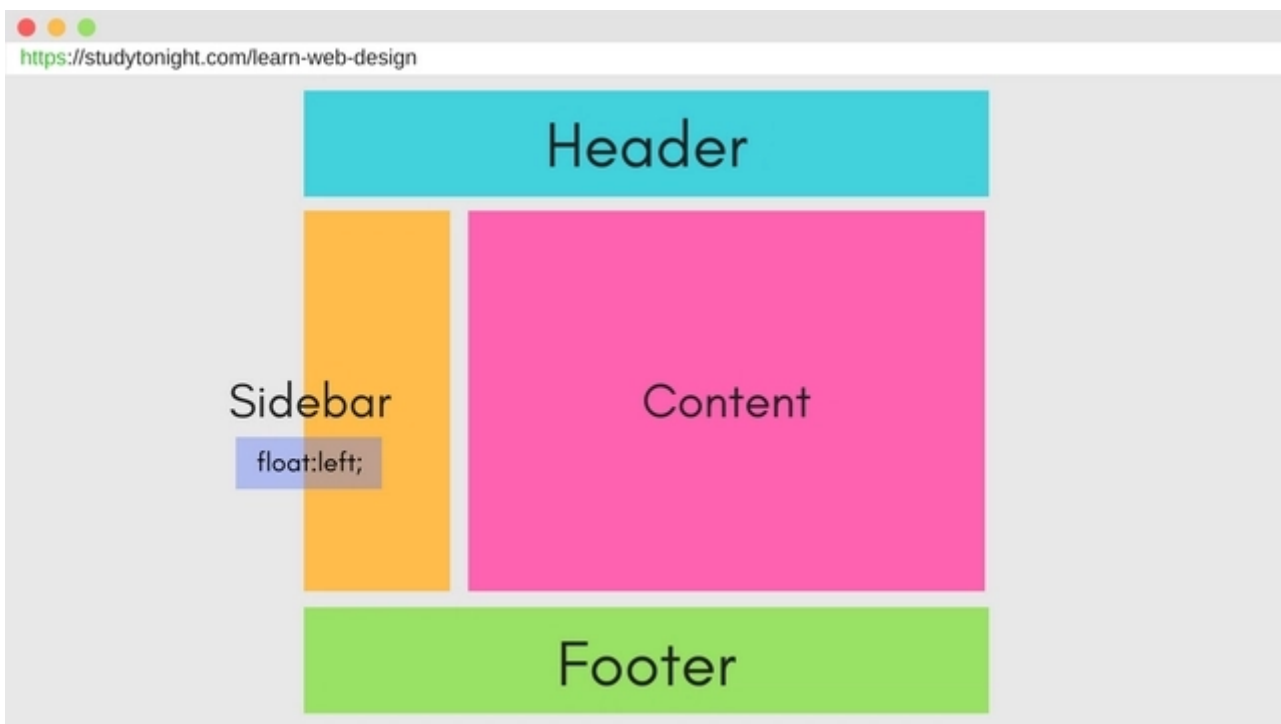 https://studytonight.com/learn-web-design
Header
Sidebar
float:left;
Content
Footer